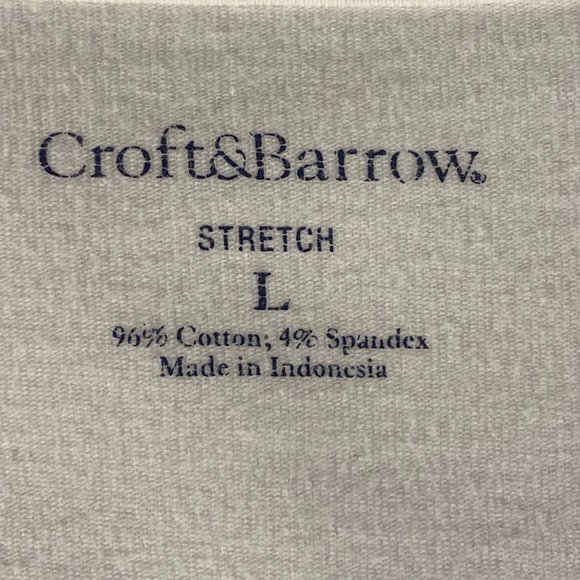 Croft&Barrow®
STRETCH
L
96% Cotton; 4% Spandex
Made in Indonesia